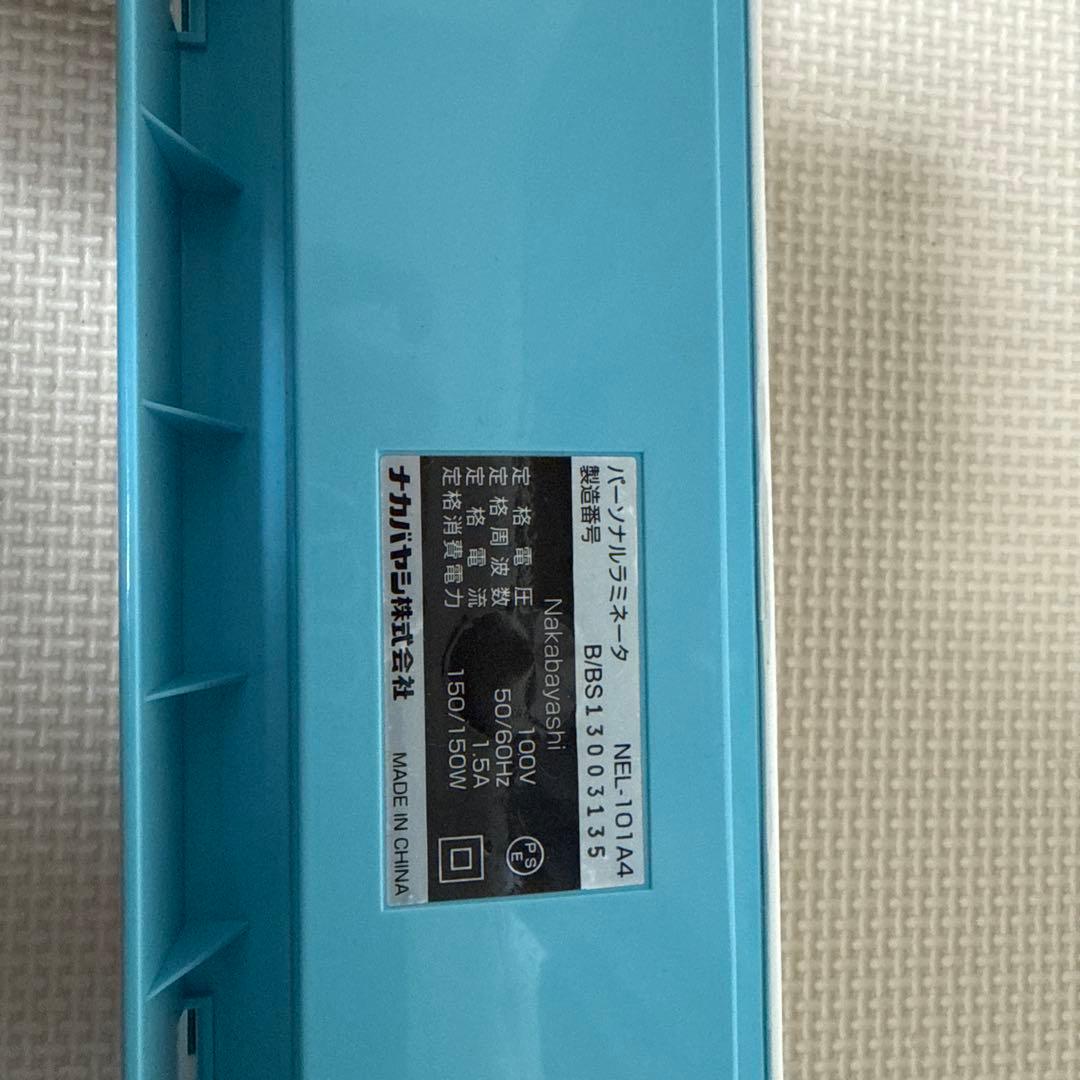 パーソナルラミネータ NEL-101A4
製造番号 B/BS13003135
Nakabayashi
定格電圧 100V
定格周波数 50/60Hz
定格電流 1.5A
定格消費電力 150/150W
PSE
ナカバヤシ株式会社 MADE IN CHINA